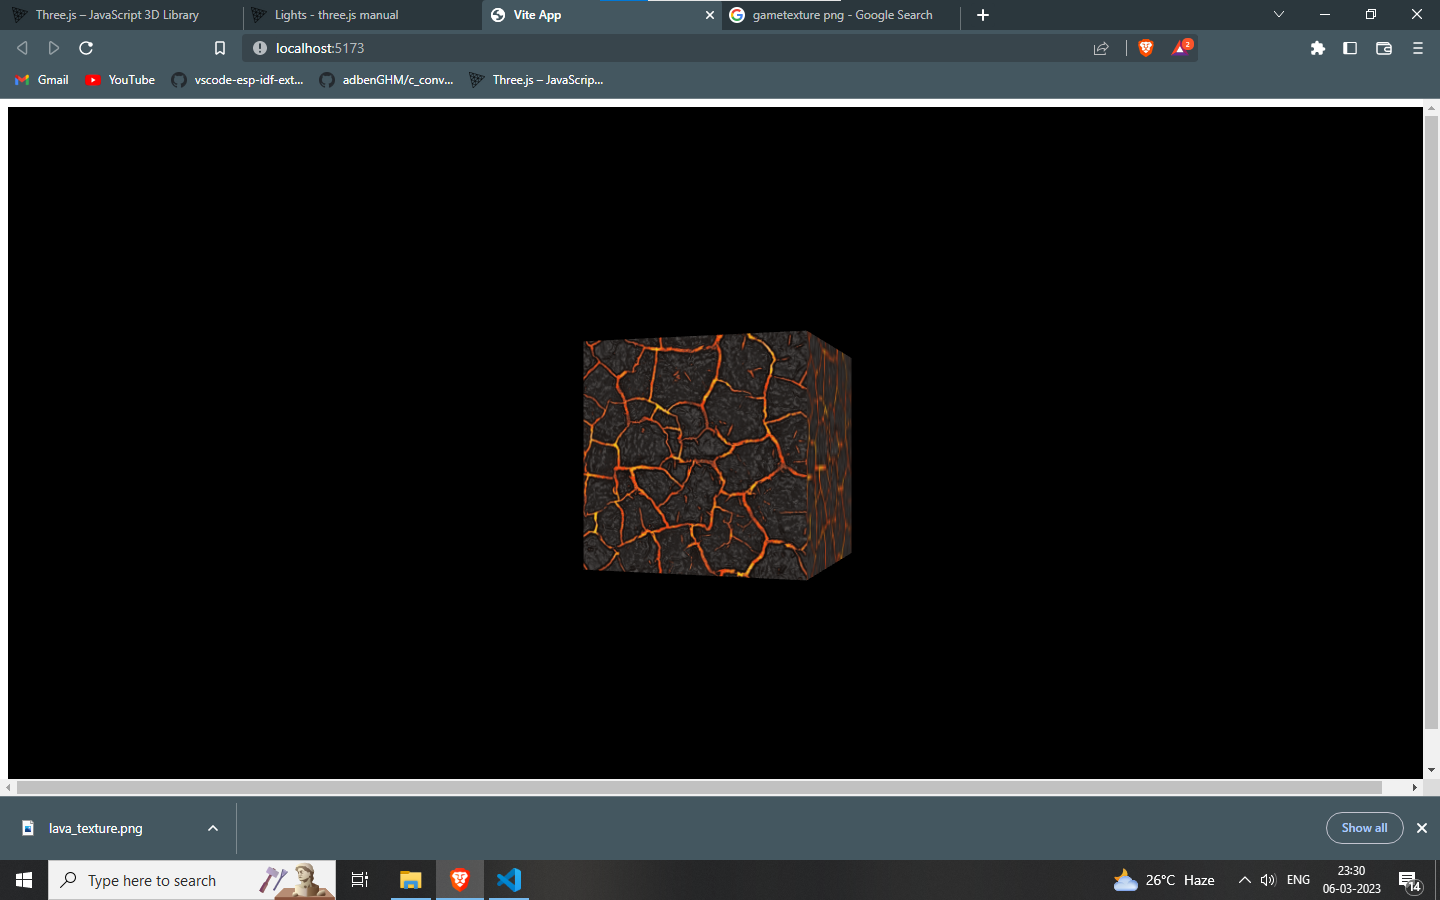 Three.js – JavaScript 3D Library
Lights - three.js manual
Vite App
gametexture png - Google Search
localhost:5173
2
Gmail
YouTube
vscode-esp-idf-ext...
adbenGHM/c_conv...
Three.js – JavaScrip...
lava_texture.png
Show all
Type here to search
26°C Haze
ENG
23:30
06-03-2023
14